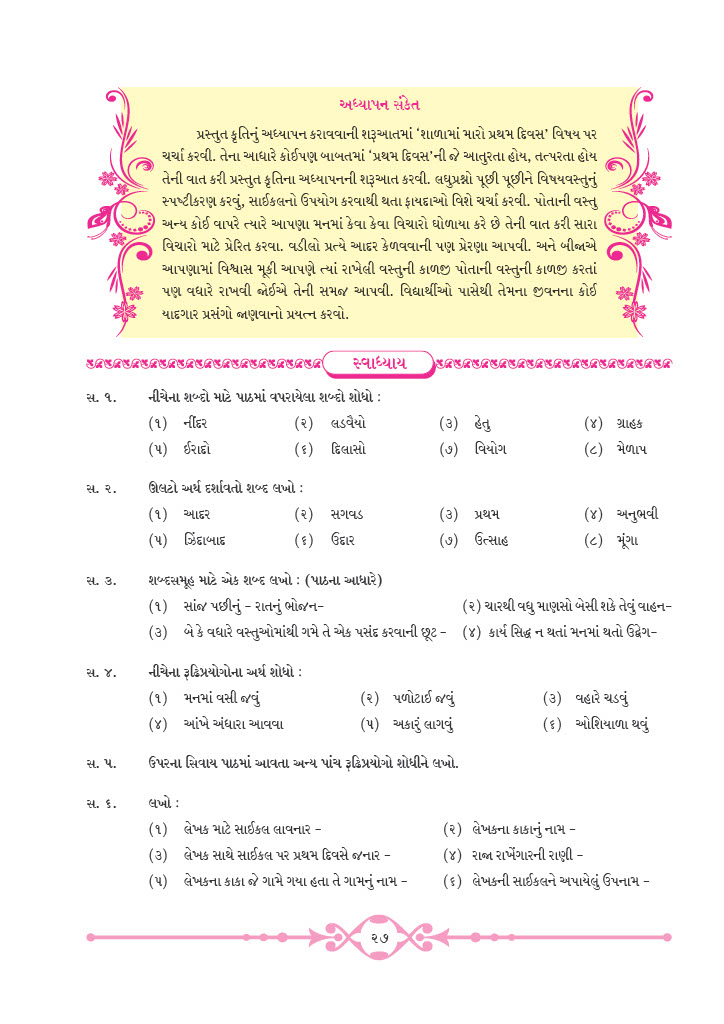 અધ્યાપન સંકેત
પ્રસ્તુત કૃતિનું અધ્યાપન કરાવવાની શરૂઆતમાં ‘શાળામાં મારો પ્રથમ દિવસ’ વિષય પર
ચર્ચા કરવી. તેના આધારે કોઈપણ બાબતમાં ‘પ્રથમ દિવસ’ની જે આતુરતા હોય, તત્પરતા હોય
તેની વાત કરી પ્રસ્તુત કૃતિના અધ્યાપનની શરૂઆત કરવી. લઘુપ્રશ્નો પૂછી પૂછીને વિષયવસ્તુનું
સ્પષ્ટીકરણ કરવું, સાઈકલનો ઉપયોગ કરવાથી થતા ફાયદાઓ વિશે ચર્ચા કરવી. પોતાની વસ્તુ
અન્ય કોઈ વાપરે ત્યારે આપણા મનમાં કેવા કેવા વિચારો ઘોળાયા કરે છે તેની વાત કરી સારા
વિચારો માટે પ્રેરિત કરવા. વડીલો પ્રત્યે આદર કેળવવાની પણ પ્રેરણા આપવી. અને બીજાએ
આપણામાં વિશ્વાસ મૂકી આપણે ત્યાં રાખેલી વસ્તુની કાળજી પોતાની વસ્તુની કાળજી કરતાં
પણ વધારે રાખવી જોઈએ તેની સમજ આપવી. વિદ્યાર્થીઓ પાસેથી તેમના જીવનના કોઈ
યાદગાર પ્રસંગો જાણવાનો પ્રયત્ન કરવો.
સ્વાધ્યાય
સ. ૧. નીચેના શબ્દો માટે પાઠમાં વપરાયેલા શબ્દો શોધો :
(૧) નીંદર (૨) લડવૈયો (૩) હેતુ (૪) ગ્રાહક
(૫) ઈરાદો (૬) દિલાસો (૭) વિયોગ (૮) મેળાપ
સ. ૨. ઊલટો અર્થ દર્શાવતો શબ્દ લખો :
(૧) આદર (૨) સગવડ (૩) પ્રથમ (૪) અનુભવી
(૫) ઝિંદાબાદ (૬) ઉદાર (૭) ઉત્સાહ (૮) મૂંગા
સ. ૩. શબ્દસમૂહ માટે એક શબ્દ લખો : (પાઠના આધારે)
(૧) સાંજ પછીનું - રાતનું ભોજન- (૨) ચારથી વધુ માણસો બેસી શકે તેવું વાહન-
(૩) બે કે વધારે વસ્તુઓમાંથી ગમે તે એક પસંદ કરવાની છૂટ - (૪) કાર્ય સિદ્ધ ન થતાં મનમાં થતો ઉદ્વેગ-
સ. ૪. નીચેના રૂઢિપ્રયોગોના અર્થ શોધો :
(૧) મનમાં વસી જવું (૨) પળોટાઈ જવું (૩) વહારે ચડવું
(૪) આંખે અંધારા આવવા (૫) અકારું લાગવું (૬) ઓશિયાળા થવું
સ. ૫. ઉપરના સિવાય પાઠમાં આવતા અન્ય પાંચ રૂઢિપ્રયોગો શોધીને લખો.
સ. ૬. લખો :
(૧) લેખક માટે સાઈકલ લાવનાર - (૨) લેખકના કાકાનું નામ -
(૩) લેખક સાથે સાઈકલ પર પ્રથમ દિવસે જનાર - (૪) રાજા રાખેંગારની રાણી -
(૫) લેખકના કાકા જે ગામે ગયા હતા તે ગામનું નામ - (૬) લેખકની સાઈકલને અપાયેલું ઉપનામ -
૨૭